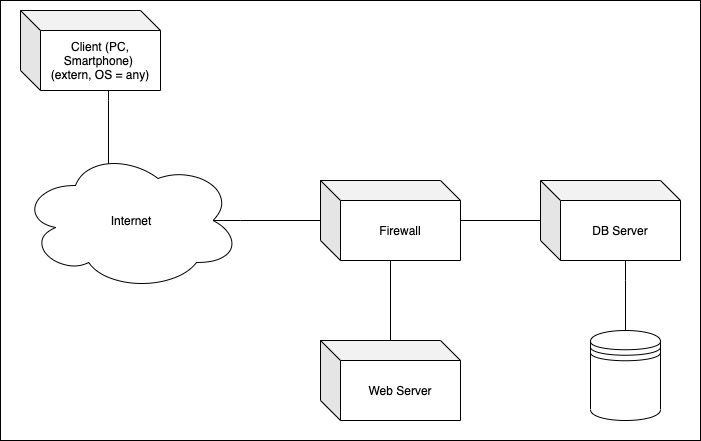 Client (PC,
Smartphone)
(extern, OS = any)
Internet
Firewall
DB Server
Web Server